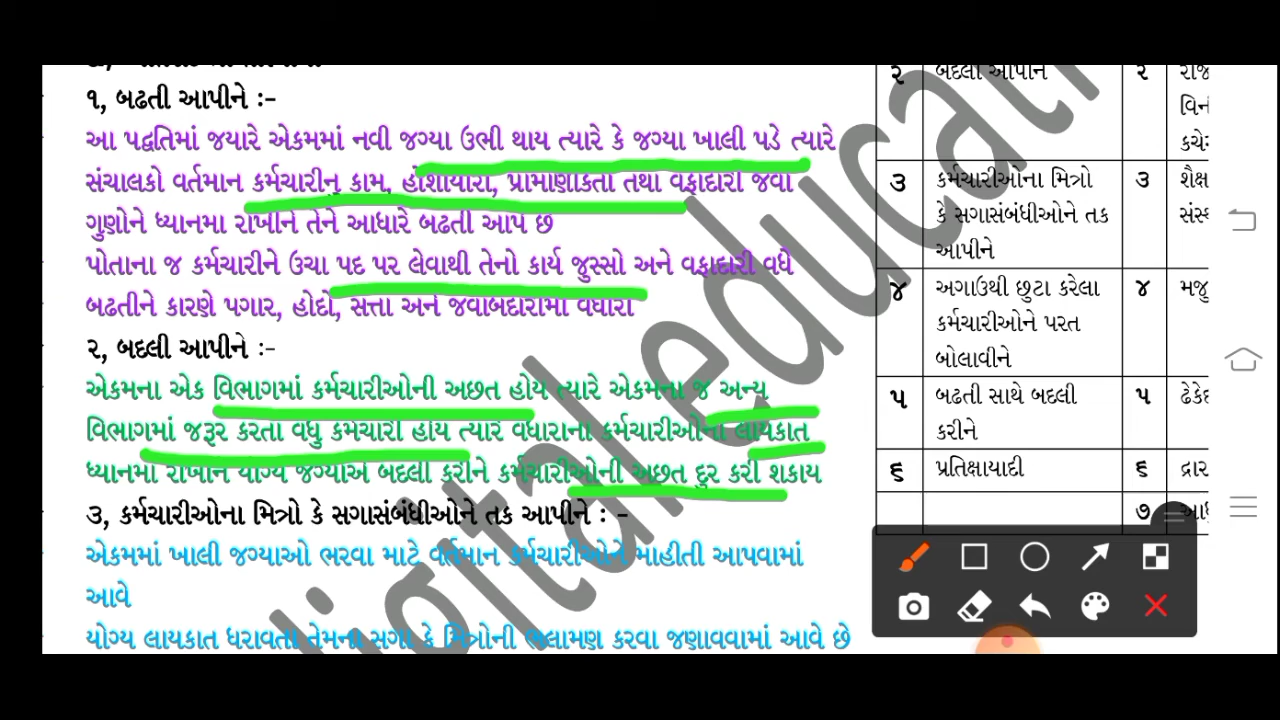 ૧, બઢતી આપીને :-
આ પદ્વતિમાં જયારે એકમમાં નવી જગ્યા ઉભી થાય ત્યારે કે જગ્યા ખાલી પડે ત્યારે
સંચાલકો વર્તમાન કર્મચારીનુ કામ, હોશીયારી, પ્રામાણીકતા તથા વફાદારી જેવા
ગુણોને ધ્યાનમા રાખીને તેને આધારે બઢતી આપે છે
પોતાના જ કર્મચારીને ઉચા પદ પર લેવાથી તેનો કાર્ય જુસ્સો અને વફાદારી વધે
બઢતીને કારણે પગાર, હોદો, સત્તા અને જવાબદારીમા વધારો
૨, બદલી આપીને :-
એકમના એક વિભાગમાં કર્મચારીઓની અછત હોય ત્યારે એકમના જ અન્ય
વિભાગમાં જરૂર કરતા વધુ કર્મચારી હોય ત્યારે વધારાના કર્મચારીઓની લાયકાત
ધ્યાનમા રાખીને યોગ્ય જગ્યાએ બદલી કરીને કર્મચારીઓની અછત દુર કરી શકાય
૩, કર્મચારીઓના મિત્રો કે સગાસંબંધીઓને તક આપીને : -
એકમમાં ખાલી જગ્યાઓ ભરવા માટે વર્તમાન કર્મચારીઓને માહીતી આપવામાં
આવે
યોગ્ય લાયકાત ધરાવતા તેમના સગા કે મિત્રોની ભલામણ કરવા જણાવવામાં આવે છે
૨ બદલી આપીને ૨
૩ કર્મચારીઓના મિત્રો ૩
કે સગાસંબંધીઓને તક
આપીને
૪ અગાઉથી છુટા કરેલા ૪
કર્મચારીઓને પરત
બોલાવીને
૫ બઢતી સાથે બદલી ૫
કરીને
૬ પ્રતિક્ષાયાદી ૬
૭
digital educati